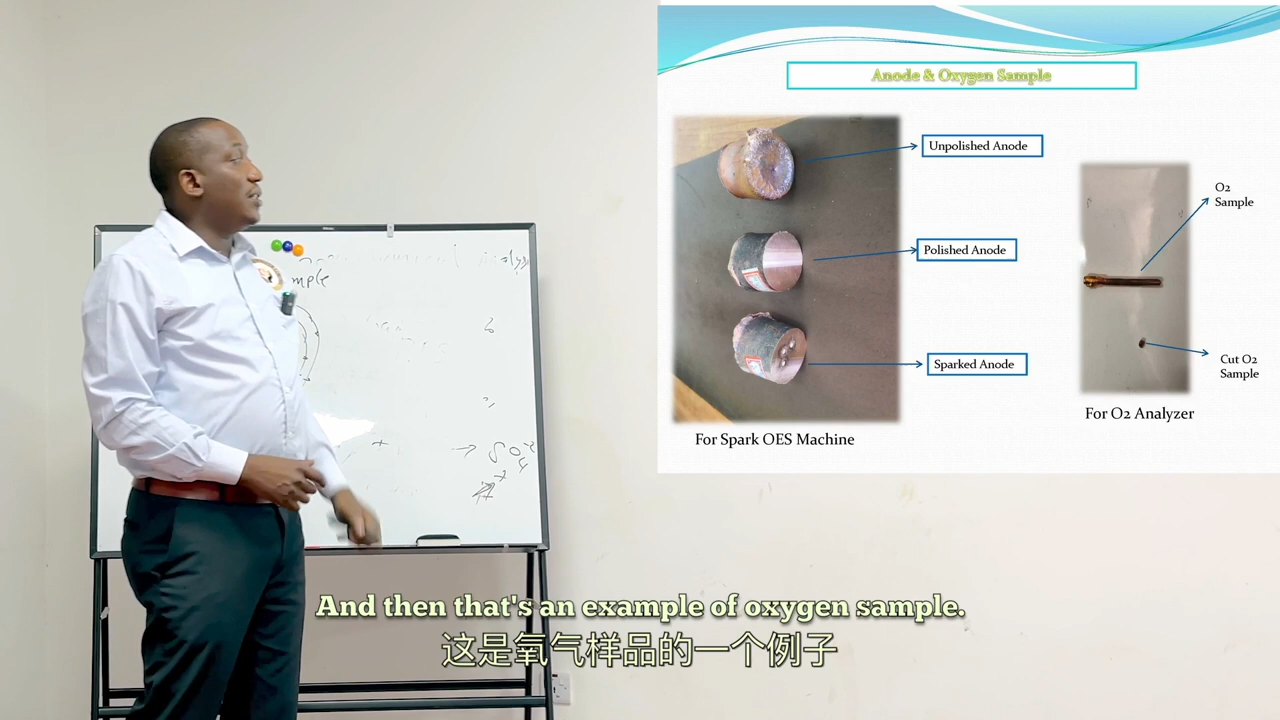 Anode & Oxygen Sample
Unpolished Anode
Polished Anode
Sparked Anode
For Spark OES Machine
O2
Sample
Cut O2
Sample
For O2 Analyzer
mple
And then that's an example of oxygen sample.
这是氧气样品的一个例子